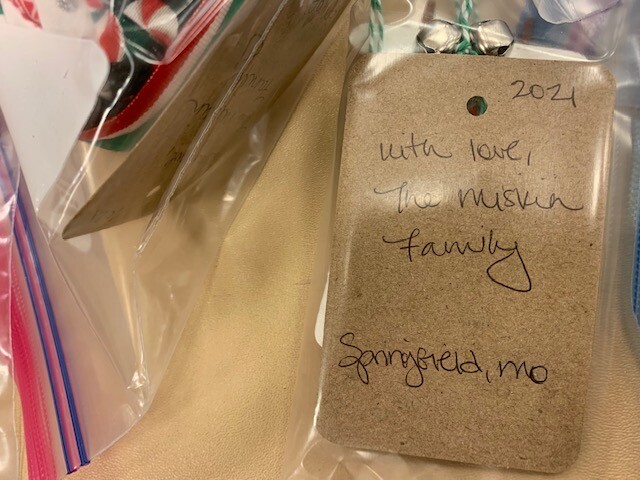 2021
with love,
The Miskin
Family
Springfield, MO